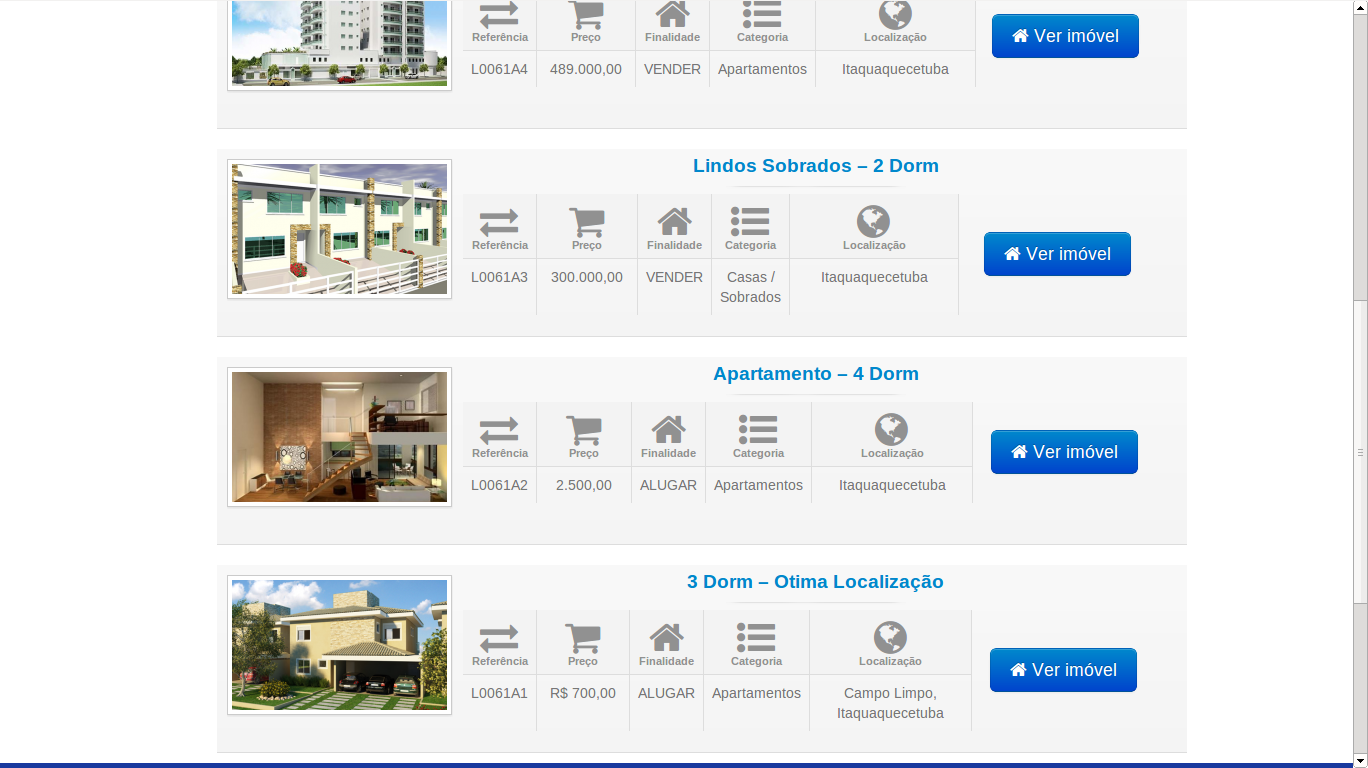 Referência Preço Finalidade Categoria Localização
Ver imóvel
L0061A4 489.000,00 VENDER Apartamentos Itaquaquecetuba
Lindos Sobrados – 2 Dorm
Referência Preço Finalidade Categoria Localização
Ver imóvel
L0061A3 300.000,00 VENDER Casas / Itaquaquecetuba
Sobrados
Apartamento – 4 Dorm
Referência Preço Finalidade Categoria Localização
Ver imóvel
L0061A2 2.500,00 ALUGAR Apartamentos Itaquaquecetuba
3 Dorm – Otima Localização
Referência Preço Finalidade Categoria Localização
Ver imóvel
L0061A1 R$ 700,00 ALUGAR Apartamentos Campo Limpo,
Itaquaquecetuba